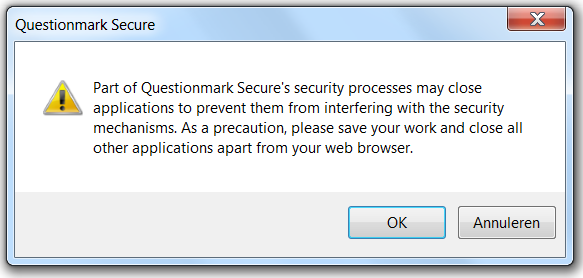 Questionmark Secure
Part of Questionmark Secure's security processes may close
applications to prevent them from interfering with the security
mechanisms. As a precaution, please save your work and close all
other applications apart from your web browser.
OK Annuleren